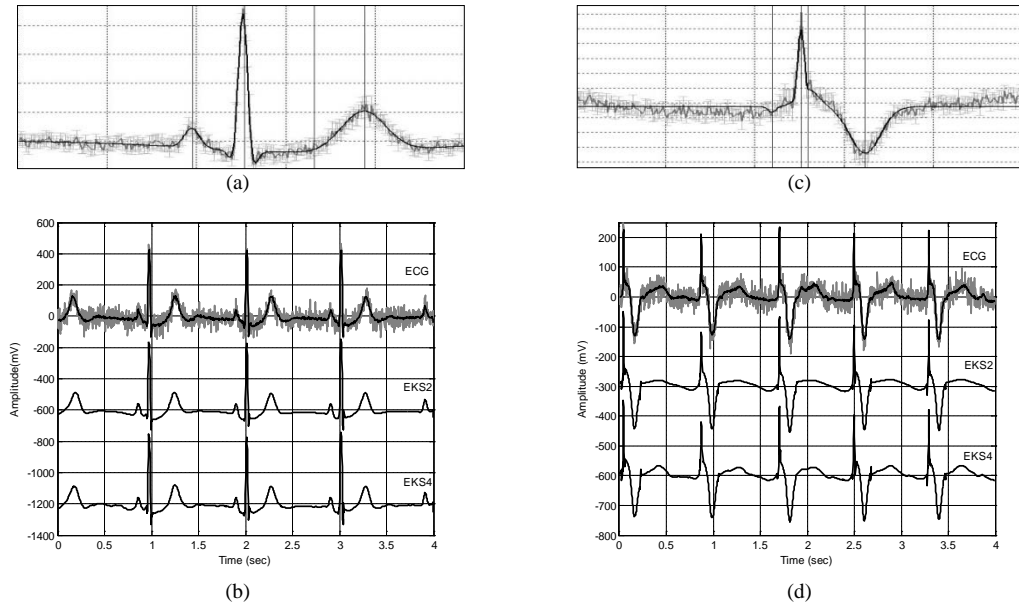 (a)
(c)
600
400
200
0
-200
-400
-600
-800
-1000
-1200
-1400
Amplitude(mV)
ECG
EKS2
EKS4
0 0.5 1 1.5 2 2.5 3 3.5 4
Time (sec)
(b)
200
100
0
-100
-200
-300
-400
-500
-600
-700
-800
Amplitude (mV)
ECG
EKS2
EKS4
0 0.5 1 1.5 2 2.5 3 3.5 4
Time (sec)
(d)